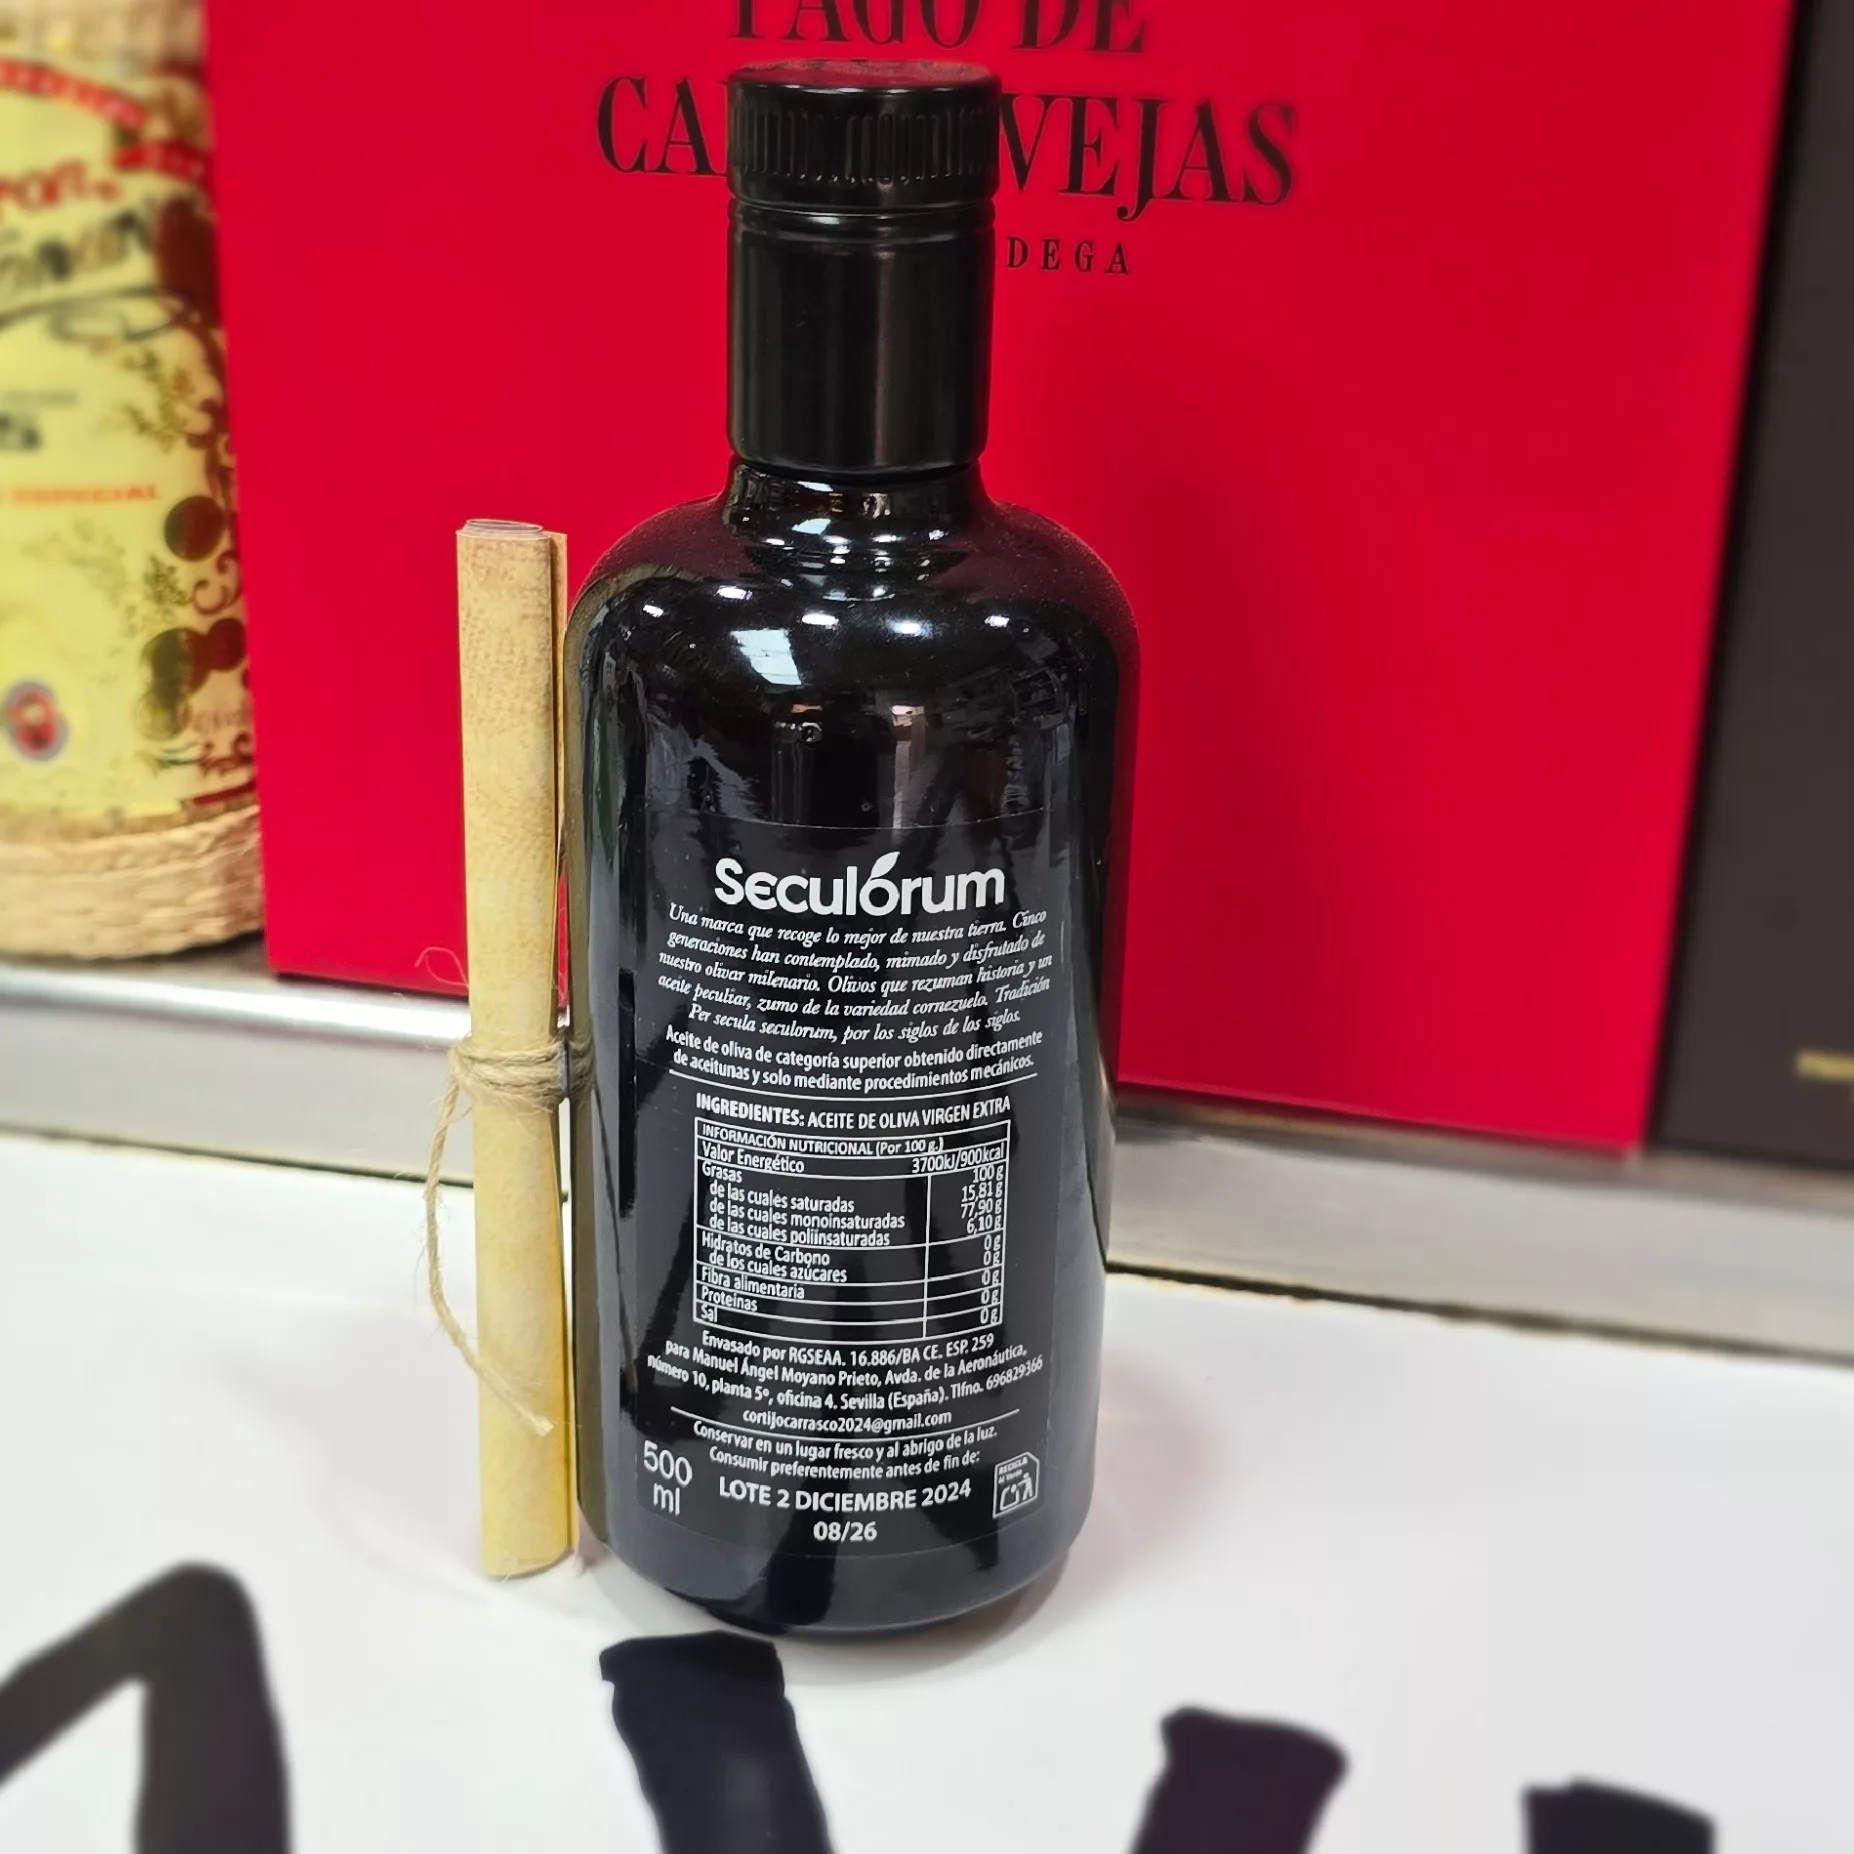 PAGO DE
VEJAS
DEGA
ESPECIAL
Seculórum
Una marca que recoge lo mejor de nuestra tierra. Cinco
generaciones han contemplado, mimado y disfrutado de
nuestro olivar milenario. Olivos que rezuman historia y un
aceite peculiar, zumo de la variedad cornezuelo. Tradición
Per secula seculorum, por los siglos de los siglos.
Aceite de oliva de categoría superior obtenido directamente
de aceitunas y solo mediante procedimientos mecánicos.
INGREDIENTES: ACEITE DE OLIVA VIRGEN EXTRA
INFORMACIÓN NUTRICIONAL (Por 100 g.)
Valor Energético 3700kJ/900kcal
Grasas 100 g
de las cuales saturadas 15,81 g
de las cuales monoinsaturadas 77,90 g
de las cuales poliinsaturadas 6,10 g
Hidratos de Carbono 0 g
de los cuales azúcares 0 g
Fibra alimentaria 0 g
Proteínas 0 g
Sal 0 g
Envasado por RGSEAA. 16.886/BA CE. ESP. 259
para Manuel Ángel Moyano Prieto, Avda. de la Aeronáutica,
número 10, planta 5º, oficina 4. Sevilla (España). Tlfno. 696829366
cortijocarrasco2024@gmail.com
Conservar en un lugar fresco y al abrigo de la luz.
Consumir preferentemente antes de fin de:
500
ml
LOTE 2 DICIEMBRE 2024
08/26
RECICLA